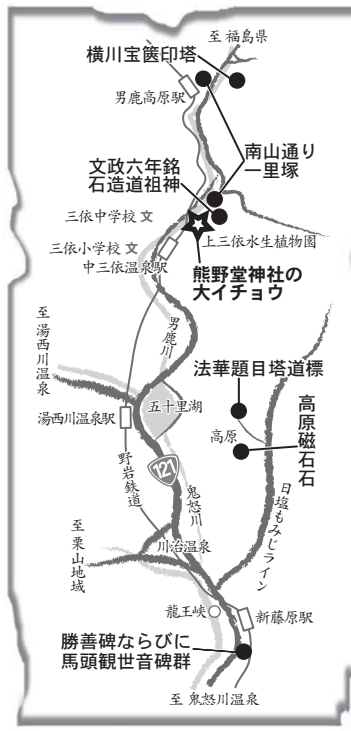 至福島県
横川宝篋印塔
男鹿高原駅
南山通り
一里塚
文政六年銘
石造道祖神
三依中学校 文
上三依水生植物園
三依小学校 文
中三依温泉駅
熊野堂神社の
大イチョウ
男鹿川
至湯西川温泉
法華題目塔道標
五十里湖
湯西川温泉駅
高原
高原磁石石
121
野岩鉄道
鬼怒川
日塩もみじライン
川治温泉
至栗山地域
龍王峡
新藤原駅
勝善碑ならびに
馬頭観世音碑群
至鬼怒川温泉